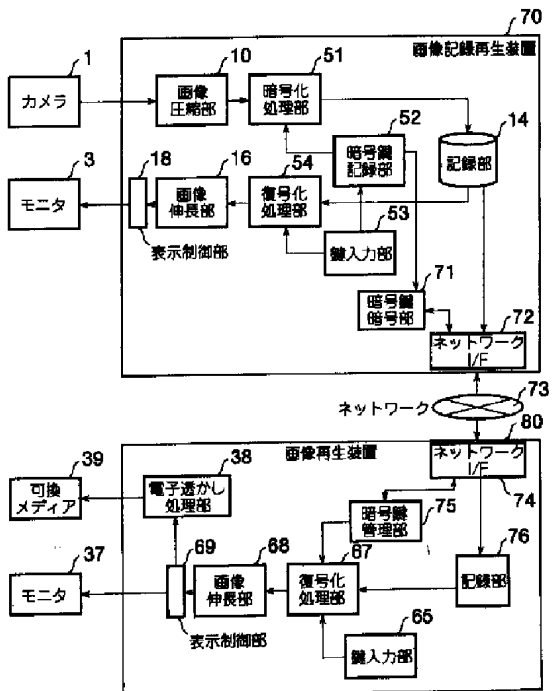 70
画像記録再生装置
1
カメラ
10
画像
圧縮部
51
暗号化
処理部
52
暗号鍵
記録部
14
記録部
3
モニタ
18
表示制御部
16
画像
伸長部
54
復号化
処理部
53
鍵入力部
71
暗号鍵
暗号部
72
ネットワーク
I/F
73
ネットワーク
80
画像再生装置
ネットワーク
I/F
74
39
可換
メディア
38
電子透かし
処理部
75
暗号鍵
管理部
76
記録部
37
モニタ
69
表示制御部
68
画像
伸長部
67
復号化
処理部
65
鍵入力部